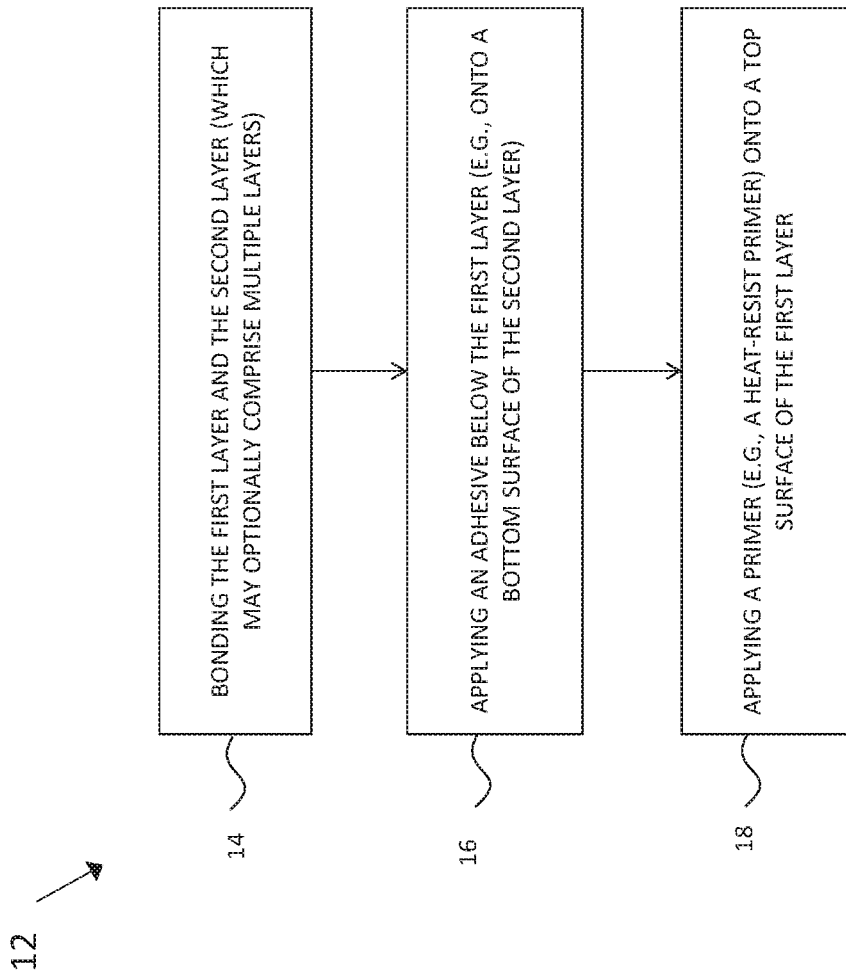 12
14
BONDING THE FIRST LAYER AND THE SECOND LAYER (WHICH
MAY OPTIONALLY COMPRISE MULTIPLE LAYERS)
16
APPLYING AN ADHESIVE BELOW THE FIRST LAYER (E.G., ONTO A
BOTTOM SURFACE OF THE SECOND LAYER)
18
APPLYING A PRIMER (E.G., A HEAT-RESIST PRIMER) ONTO A TOP
SURFACE OF THE FIRST LAYER